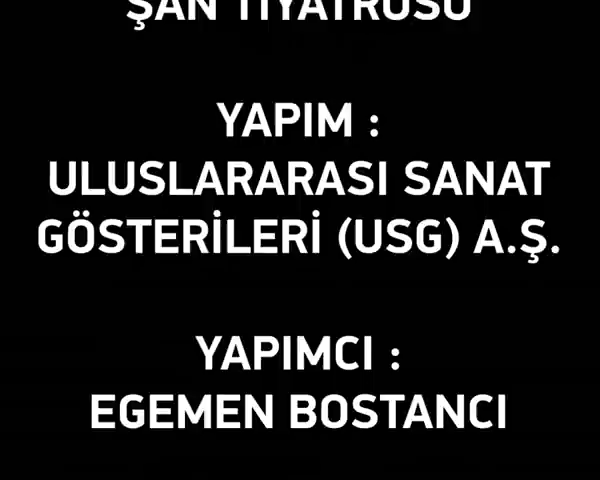 ŞAN TİYATROSU
YAPIM :
ULUSLARARASI SANAT
GÖSTERİLERİ (USG) A.Ş.
YAPIMCI :
EGEMEN BOSTANCI